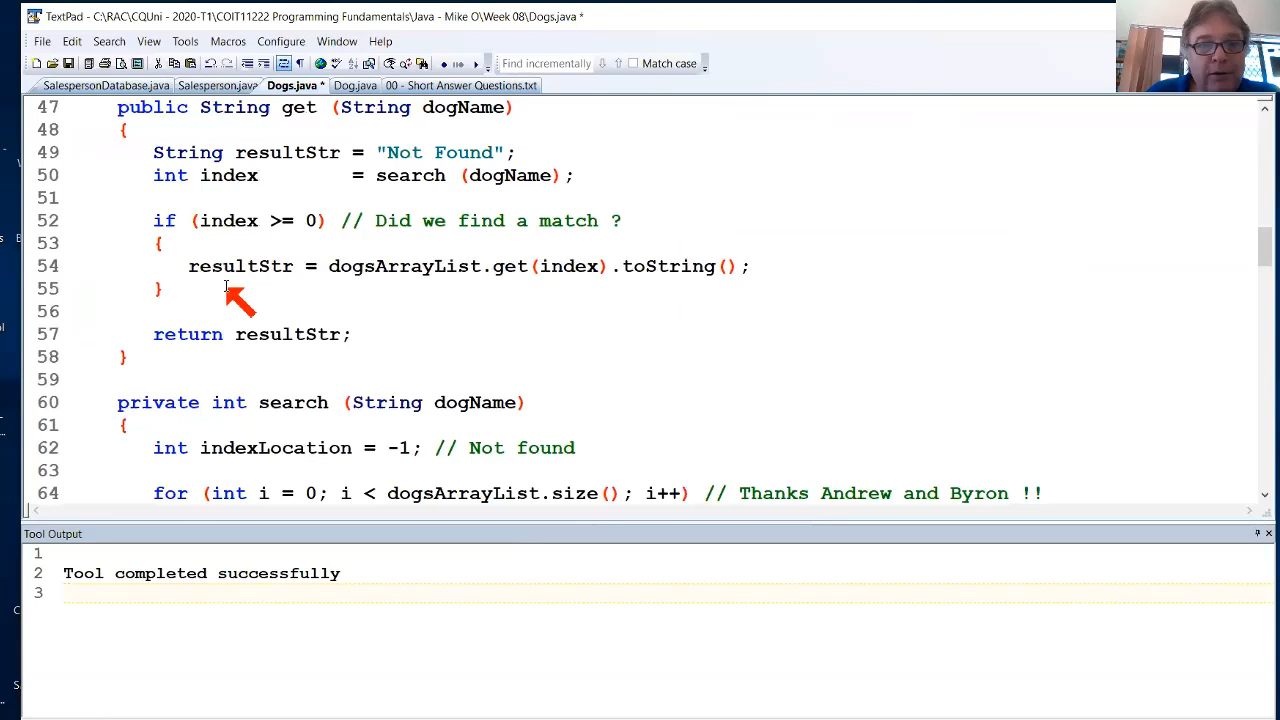 TextPad - C:\RAC\CQUni - 2020-T1\COIT11222 Programming Fundamentals\Java - Mike O\Week 08\Dogs.java *
File Edit Search View Tools Macros Configure Window Help
Find incrementally Match case
SalespersonDatabase.java Salesperson.java Dogs.java * Dog.java 00 - Short Answer Questions.txt
47 public String get (String dogName)
48 {
49 String resultStr = "Not Found";
50 int index = search (dogName);
51
52 if (index >= 0) // Did we find a match ?
53 {
54 resultStr = dogsArrayList.get(index).toString();
55 }
56
57 return resultStr;
58 }
59
60 private int search (String dogName)
61 {
62 int indexLocation = -1; // Not found
63
64 for (int i = 0; i < dogsArrayList.size(); i++) // Thanks Andrew and Byron !!
Tool Output
1
2 Tool completed successfully
3